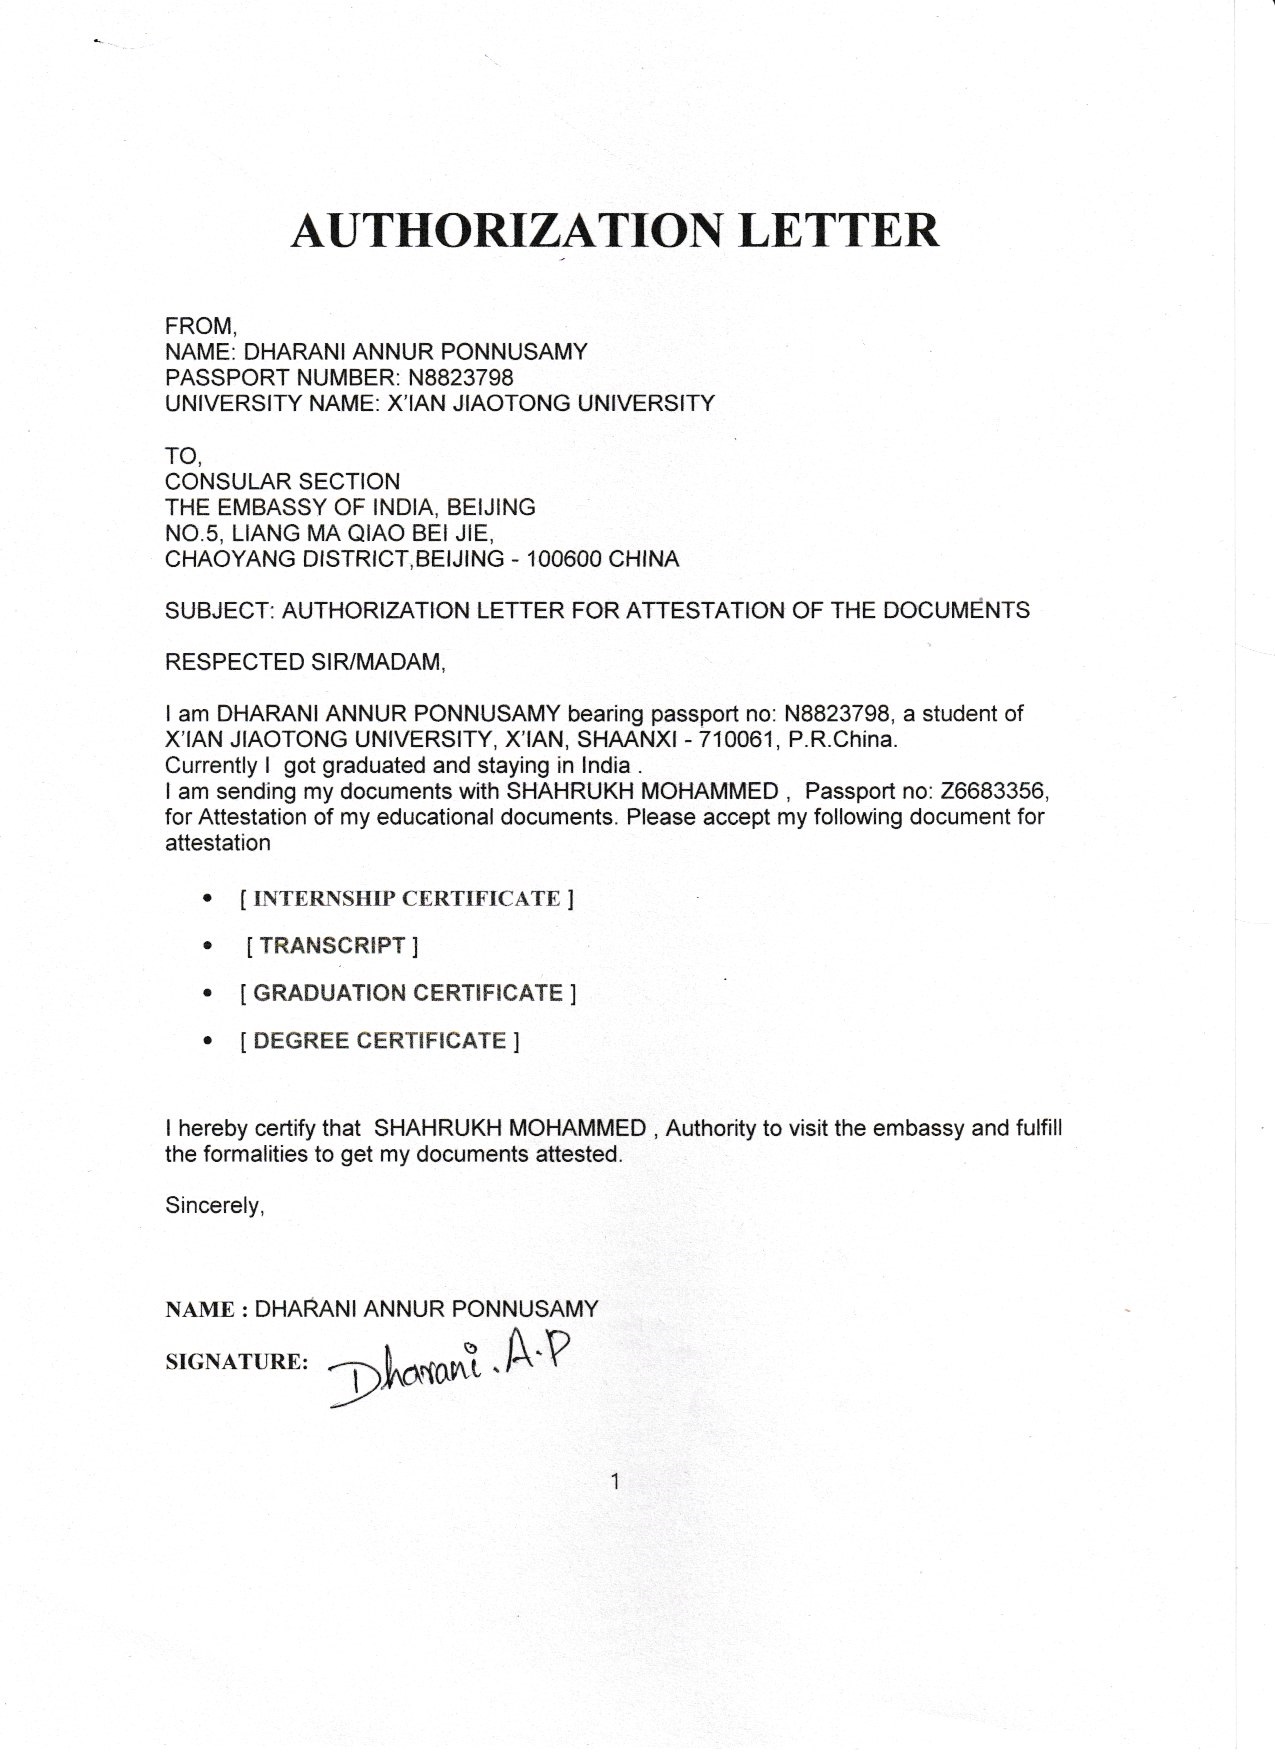 AUTHORIZATION LETTER
FROM,
NAME: DHARANI ANNUR PONNUSAMY
PASSPORT NUMBER: N8823798
UNIVERSITY NAME: X'IAN JIAOTONG UNIVERSITY
TO,
CONSULAR SECTION
THE EMBASSY OF INDIA, BEIJING
NO.5, LIANG MA QIAO BEI JIE,
CHAOYANG DISTRICT,BEIJING - 100600 CHINA
SUBJECT: AUTHORIZATION LETTER FOR ATTESTATION OF THE DOCUMENTS
RESPECTED SIR/MADAM,
I am DHARANI ANNUR PONNUSAMY bearing passport no: N8823798, a student of
X'IAN JIAOTONG UNIVERSITY, X'IAN, SHAANXI - 710061, P.R.China.
Currently I got graduated and staying in India .
I am sending my documents with SHAHRUKH MOHAMMED , Passport no: Z6683356,
for Attestation of my educational documents. Please accept my following document for
attestation
• [ INTERNSHIP CERTIFICATE ]
• [ TRANSCRIPT ]
• [ GRADUATION CERTIFICATE ]
• [ DEGREE CERTIFICATE ]
I hereby certify that SHAHRUKH MOHAMMED , Authority to visit the embassy and fulfill
the formalities to get my documents attested.
Sincerely,
NAME : DHARANI ANNUR PONNUSAMY
SIGNATURE: Dharani . A.P
1